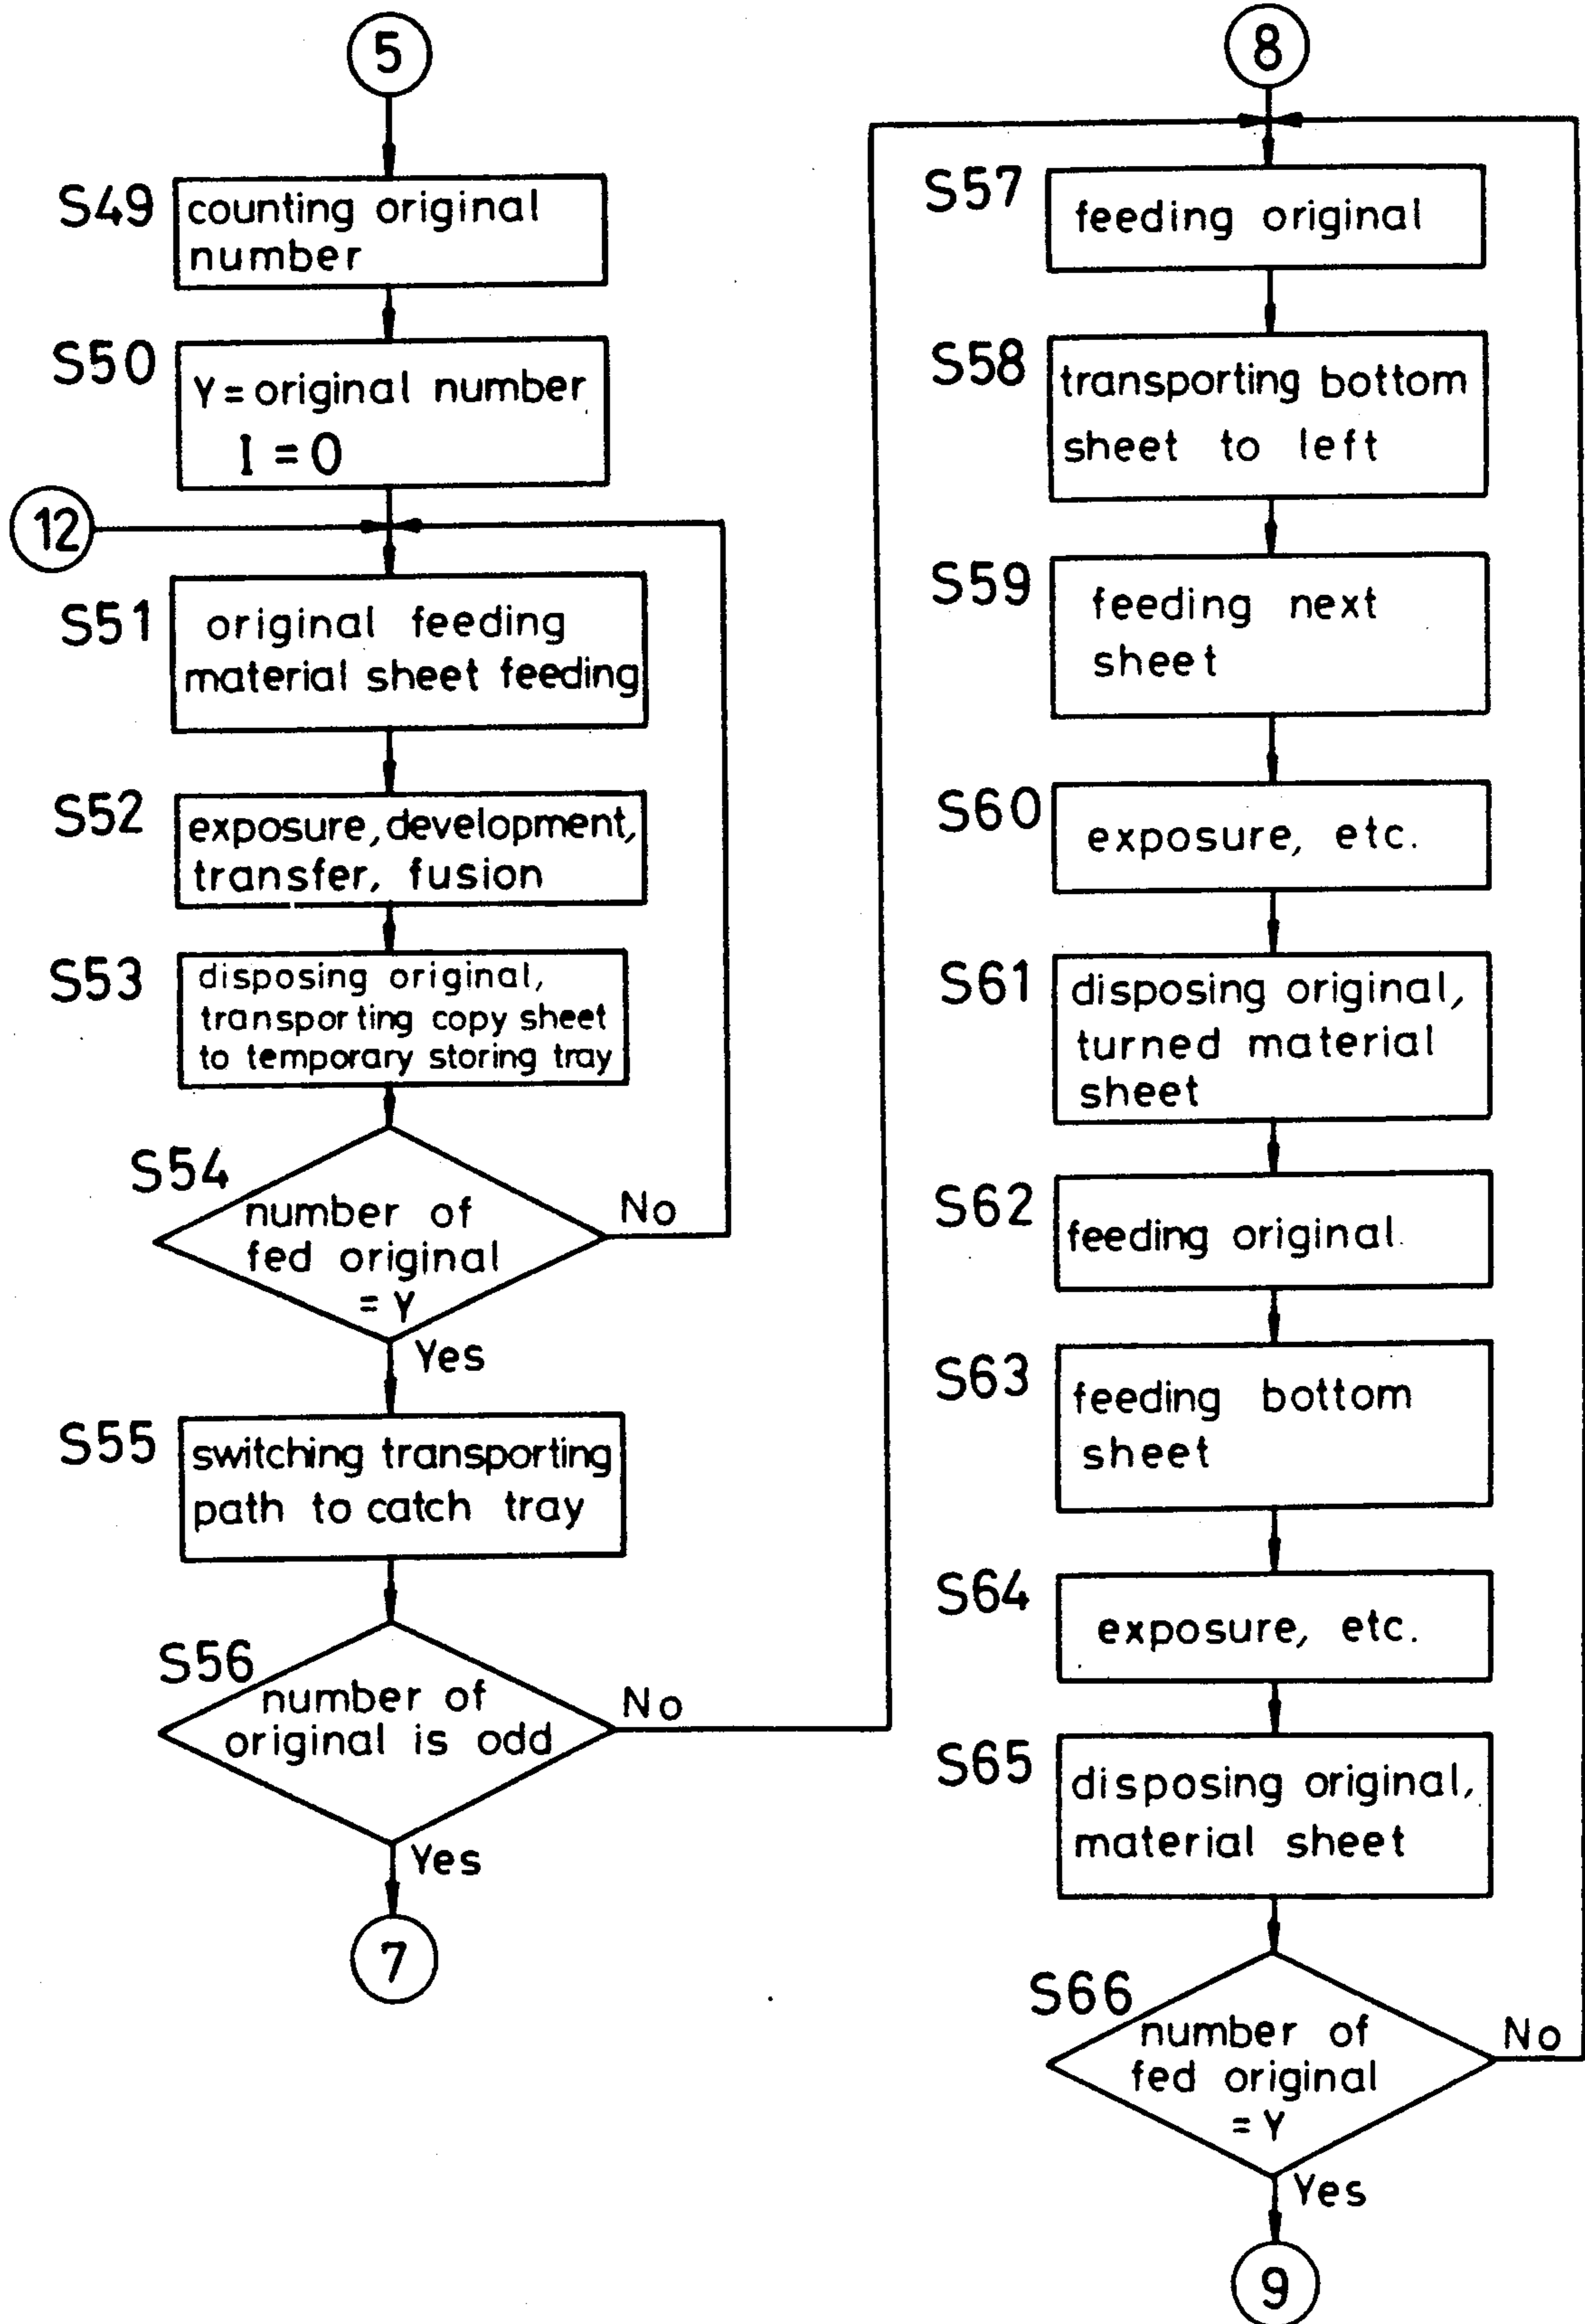 5
S49
counting original
number
S50
Y = original number
I = 0
12
S51
original feeding
material sheet feeding
S52
exposure, development,
transfer, fusion
S53
disposing original,
transporting copy sheet
to temporary storing tray
S54
number of
fed original
= Y
No
Yes
S55
switching transporting
path to catch tray
S56
number of
original is odd
No
Yes
7
8
S57
feeding original
S58
transporting bottom
sheet to left
S59
feeding next
sheet
S60
exposure, etc.
S61
disposing original,
turned material
sheet
S62
feeding original
S63
feeding bottom
sheet
S64
exposure, etc.
S65
disposing original,
material sheet
S66
number of
fed original
= Y
No
Yes
9